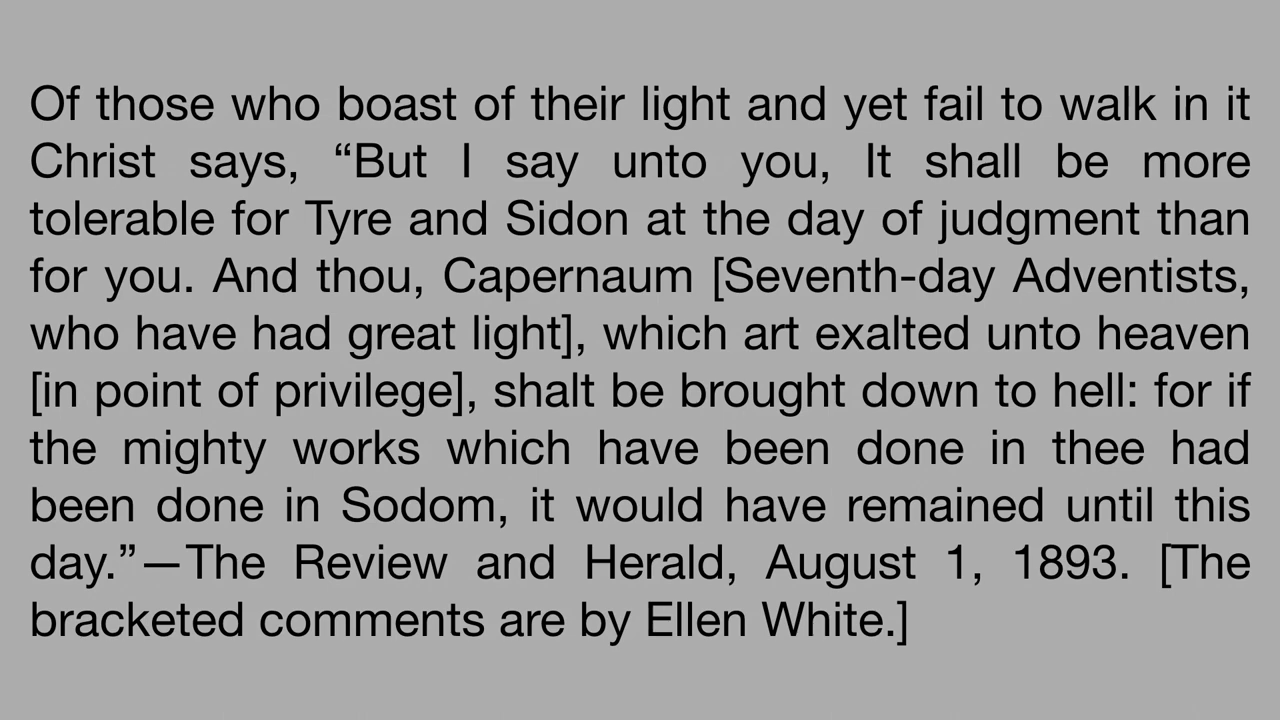 Of those who boast of their light and yet fail to walk in it
Christ says, “But I say unto you, It shall be more
tolerable for Tyre and Sidon at the day of judgment than
for you. And thou, Capernaum [Seventh-day Adventists,
who have had great light], which art exalted unto heaven
[in point of privilege], shalt be brought down to hell: for if
the mighty works which have been done in thee had
been done in Sodom, it would have remained until this
day.”—The Review and Herald, August 1, 1893. [The
bracketed comments are by Ellen White.]